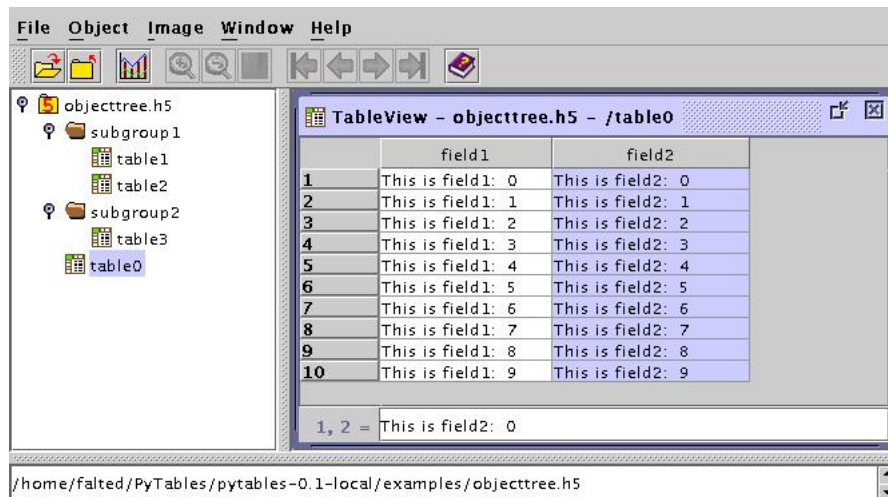 File Object Image Window Help
objecttree.h5
subgroup1
table1
table2
subgroup2
table3
table0
TableView - objecttree.h5 - /table0
field1 field2
1 This is field1: 0 This is field2: 0
2 This is field1: 1 This is field2: 1
3 This is field1: 2 This is field2: 2
4 This is field1: 3 This is field2: 3
5 This is field1: 4 This is field2: 4
6 This is field1: 5 This is field2: 5
7 This is field1: 6 This is field2: 6
8 This is field1: 7 This is field2: 7
9 This is field1: 8 This is field2: 8
10 This is field1: 9 This is field2: 9
1, 2 = This is field2: 0
/home/falted/PyTables/pytables-0.1-local/examples/objecttree.h5